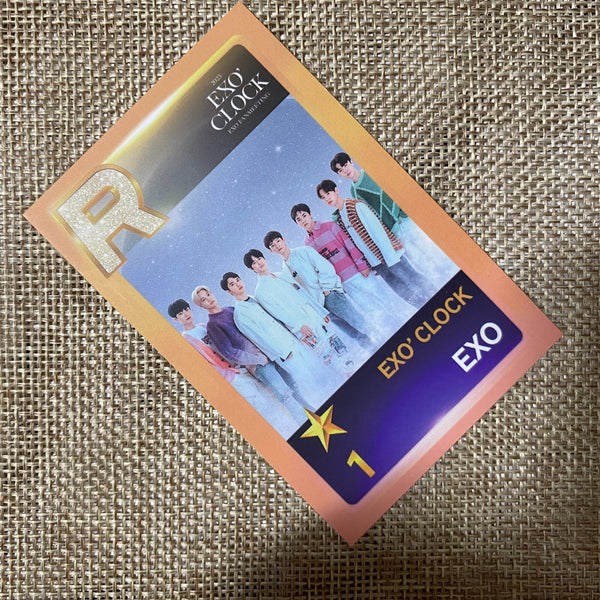 R
2023
EXO'
CLOCK
EXO FANMEETING
EXO' CLOCK
EXO
1